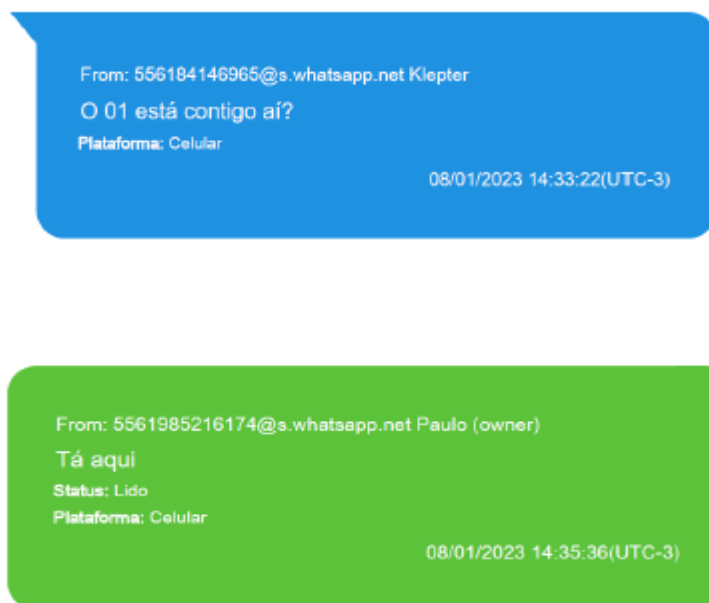 From: 556184146965@s.whatsapp.net Klepter
O 01 está contigo aí?
Plataforma: Celular
08/01/2023 14:33:22(UTC-3)
From: 5561985216174@s.whatsapp.net Paulo (owner)
Tá aqui
Status: Lido
Plataforma: Celular
08/01/2023 14:35:36(UTC-3)